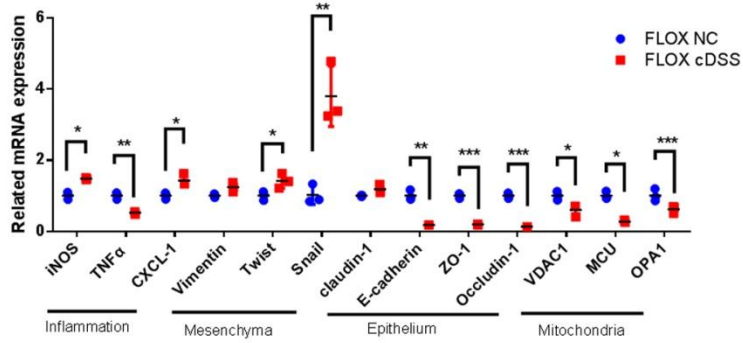 Related mRNA expression
6
4
2
0
FLOX NC
FLOX cDSS
* ** * * ** ** *** *** * * ***
iNOS
TNFα
CXCL-1
Vimentin
Twist
Snail
claudin-1
E-cadherin
ZO-1
Occludin-1
VDAC1
MCU
OPA1
Inflammation
Mesenchyma
Epithelium
Mitochondria